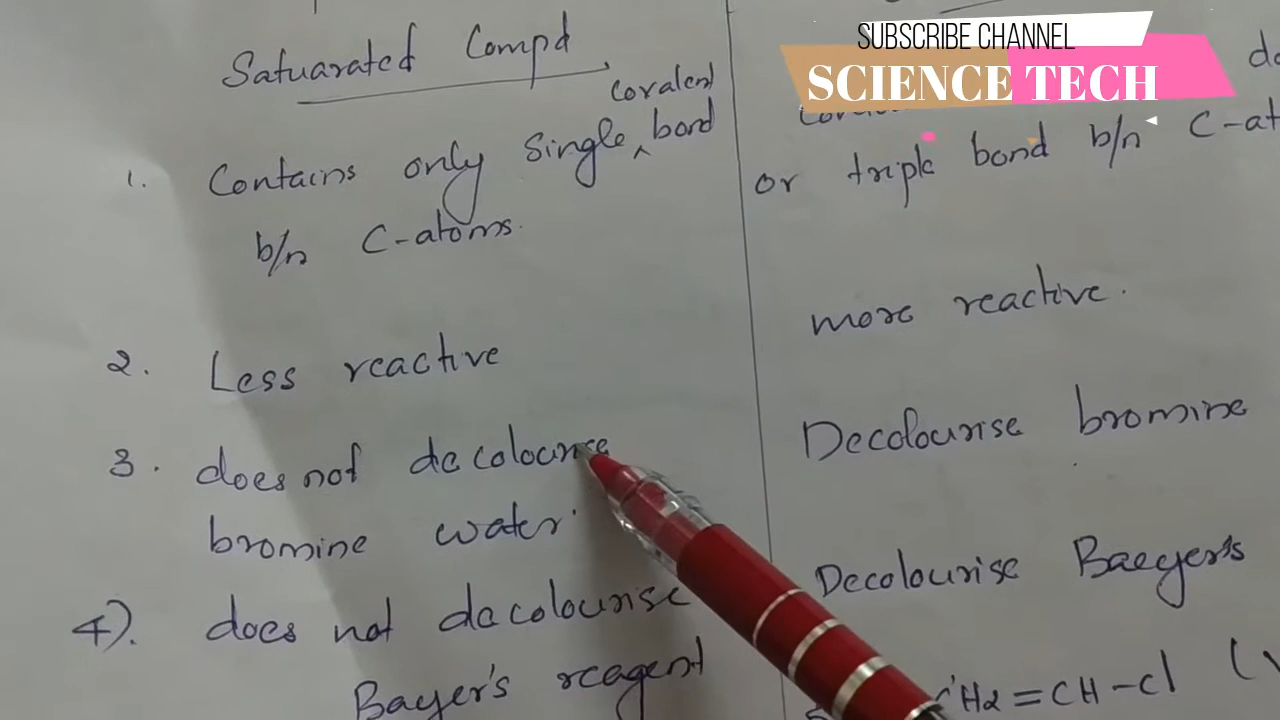 SUBSCRIBE CHANNEL
SCIENCE TECH
Satuarated Compd
1. Contains only single covalent bond
b/n C-atoms.
2. Less reactive
3. does not decolourise
bromine water.
4). does not decolourise
Bayer's reagent
or triple bond b/n C-at
more reactive.
Decolourise bromine
Decolourise Baeyer's
CH2=CH-Cl